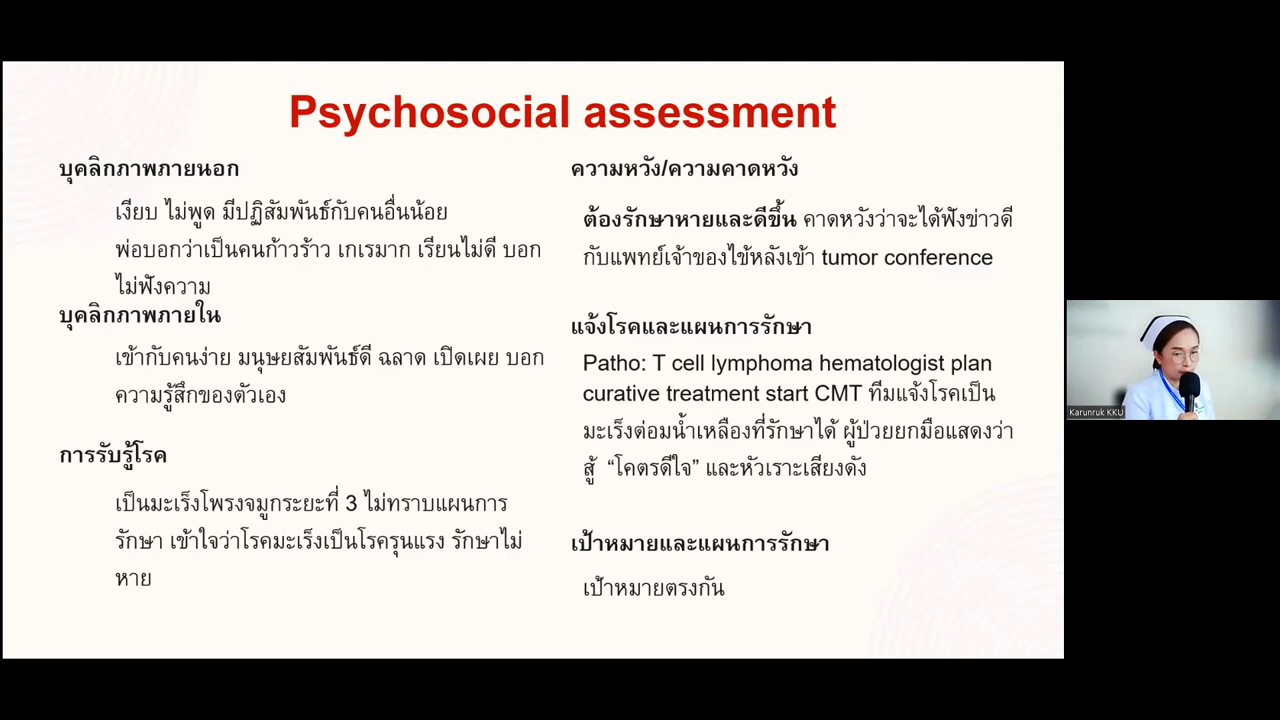 Psychosocial assessment
บุคลิกภาพภายนอก
เงียบ ไม่พูด มีปฏิสัมพันธ์กับคนอื่นน้อย
พ่อบอกว่าเป็นคนก้าวร้าว เกเรมาก เรียนไม่ดี บอก
ไม่ฟังความ
บุคลิกภาพภายใน
เข้ากับคนง่าย มนุษยสัมพันธ์ดี ฉลาด เปิดเผย บอก
ความรู้สึกของตัวเอง
การรับรู้โรค
เป็นมะเร็งโพรงจมูกระยะที่ 3 ไม่ทราบแผนการ
รักษา เข้าใจว่าโรคมะเร็งเป็นโรครุนแรง รักษาไม่
หาย
ความหวัง/ความคาดหวัง
ต้องรักษาหายและดีขึ้น คาดหวังว่าจะได้ฟังข่าวดี
กับแพทย์เจ้าของไข้หลังเข้า tumor conference
แจ้งโรคและแผนการรักษา
Patho: T cell lymphoma hematologist plan
curative treatment start CMT ทีมแจ้งโรคเป็น
มะเร็งต่อมน้ำเหลืองที่รักษาได้ ผู้ป่วยยกมือแสดงว่า
สู้ “โคตรดีใจ” และหัวเราะเสียงดัง
เป้าหมายและแผนการรักษา
เป้าหมายตรงกัน
Karunruk KKU